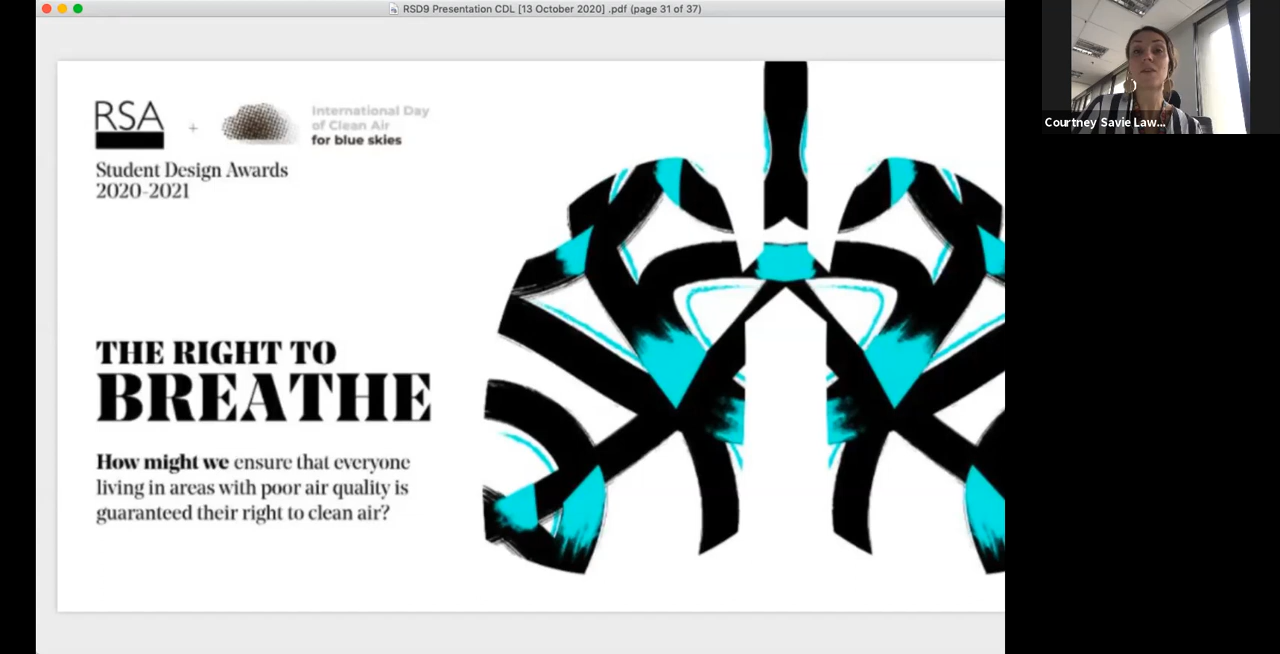 RSD9 Presentation CDL [13 October 2020] .pdf (page 31 of 37)
RSA
+
International Day
of Clean Air
for blue skies
Student Design Awards
2020-2021
THE RIGHT TO
BREATHE
How might we ensure that everyone
living in areas with poor air quality is
guaranteed their right to clean air?
Courtney Savie Law...